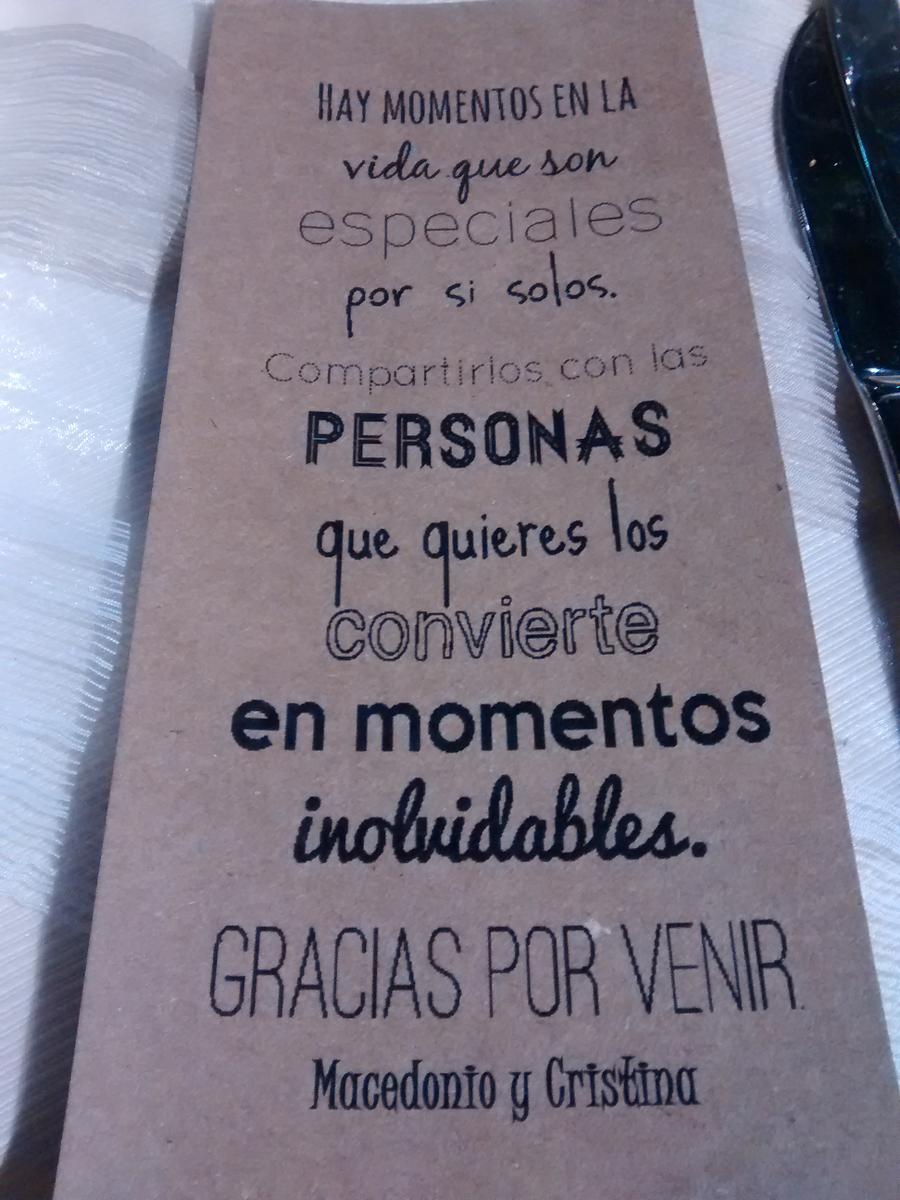 HAY MOMENTOS EN LA
vida que son
especiales
por si solos.
Compartirlos con las
PERSONAS
que quieres los
convierte
en momentos
inolvidables.
GRACIAS POR VENIR.
Macedonio y Cristina